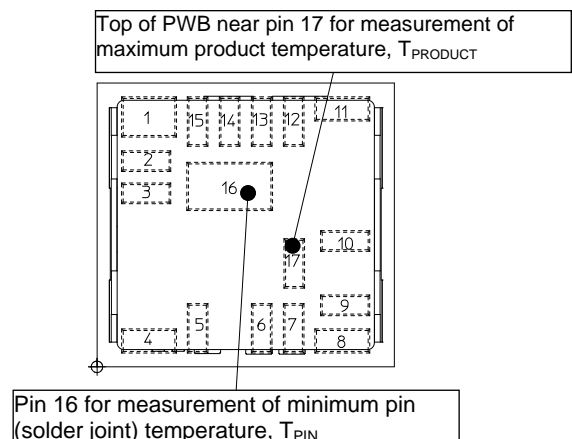 Top of PWB near pin 17 for measurement of
maximum product temperature, TPRODUCT
1 15 14 13 12 11
2
3
16
10
17
9
4 5 6 7 8
Pin 16 for measurement of minimum pin
(solder joint) temperature, TPIN